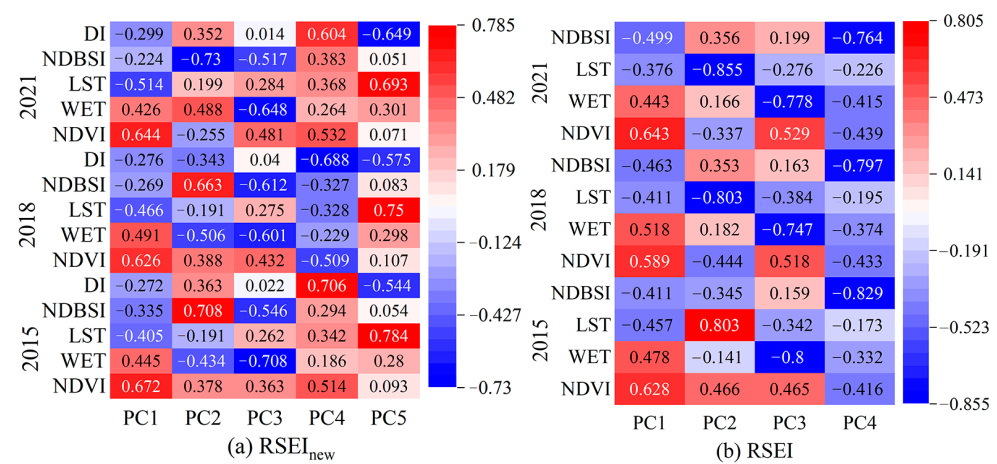 DI −0.299 0.352 0.014 0.604 −0.649
NDBSI −0.224 −0.73 −0.517 0.383 0.051
LST −0.514 0.199 0.284 0.368 0.693
WET 0.426 0.488 −0.648 0.264 0.301
NDVI 0.644 −0.255 0.481 0.532 0.071
2021
DI −0.276 −0.343 0.04 −0.688 −0.575
NDBSI −0.269 0.663 −0.612 −0.327 0.083
LST −0.466 −0.191 0.275 −0.328 0.75
WET 0.491 −0.506 −0.601 −0.229 0.298
NDVI 0.626 0.388 0.432 −0.509 0.107
2018
DI −0.272 0.363 0.022 0.706 −0.544
NDBSI −0.335 0.708 −0.546 0.294 0.054
LST −0.405 −0.191 0.262 0.342 0.784
WET 0.445 −0.434 −0.708 0.186 0.28
NDVI 0.672 0.378 0.363 0.514 0.093
2015
PC1 PC2 PC3 PC4 PC5
0.785
0.482
0.179
−0.124
−0.427
−0.73
(a) RSEInew
NDBSI −0.499 0.356 0.199 −0.764
LST −0.376 −0.855 −0.276 −0.226
WET 0.443 0.166 −0.778 −0.415
NDVI 0.643 −0.337 0.529 −0.439
2021
NDBSI −0.463 0.353 0.163 −0.797
LST −0.411 −0.803 −0.384 −0.195
WET 0.518 0.182 −0.747 −0.374
NDVI 0.589 −0.444 0.518 −0.433
2018
NDBSI −0.411 −0.345 0.159 −0.829
LST −0.457 0.803 −0.342 −0.173
WET 0.478 −0.141 −0.8 −0.332
NDVI 0.628 0.466 0.465 −0.416
2015
PC1 PC2 PC3 PC4
0.805
0.473
0.141
−0.191
−0.523
−0.855
(b) RSEI